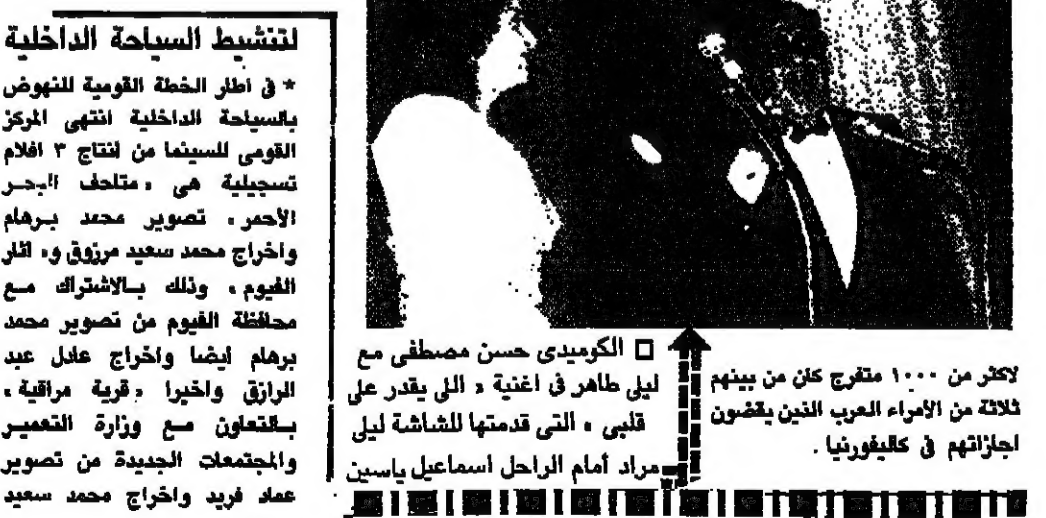 لاكثر من ١٠٠٠ متفرج كان من بينهم
ثلاثة من الأمراء العرب الذين يقضون
اجازاتهم فى كاليفورنيا .
□ الكوميدى حسن مصطفى مع
ليلى طاهر فى اغنية « اللى يقدر على
قلبى » التى قدمتها للشاشة ليلى
مراد أمام الراحل اسماعيل ياسين
لتنشيط السياحة الداخلية
* فى اطار الخطة القومية للنهوض
بالسياحة الداخلية انتهى المركز
القومى للسينما من انتاج ٣ افلام
تسجيلية هى « متاحف البحر
الأحمر » تصوير محمد برهام
واخراج محمد سعيد مرزوق و« اثار
الفيوم » وذلك بالاشتراك مع
محافظة الفيوم من تصوير محمد
برهام ايضا واخراج عادل عبد
الرازق واخيرا « قرية مراقية »
بالتعاون مع وزارة التعمير
والمجتمعات الجديدة من تصوير
عماد فريد واخراج محمد سعيد